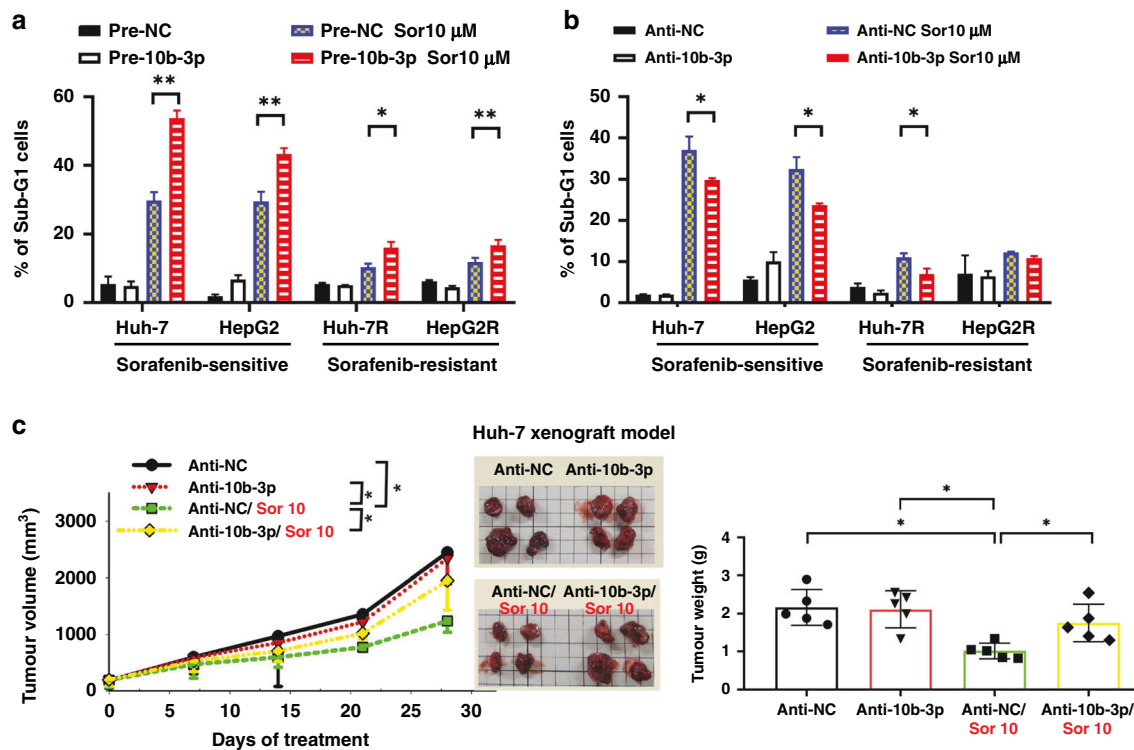 a
Pre-NC
Pre-NC Sor10 μM
Pre-10b-3p
Pre-10b-3p Sor10 μM
% of Sub-G1 cells
60
40
20
0
**
**
*
**
Huh-7
HepG2
Huh-7R
HepG2R
Sorafenib-sensitive
Sorafenib-resistant
b
Anti-NC
Anti-NC Sor10 μM
Anti-10b-3p
Anti-10b-3p Sor10 μM
% of Sub-G1 cells
50
40
30
20
10
0
*
*
*
Huh-7
HepG2
Huh-7R
HepG2R
Sorafenib-sensitive
Sorafenib-resistant
c
Huh-7 xenograft model
Anti-NC
Anti-10b-3p
Anti-NC/ Sor 10
Anti-10b-3p/ Sor 10
*
*
*
Tumour volume (mm3)
3000
2000
1000
0
0
5
10
15
20
25
30
Days of treatment
Anti-NC
Anti-10b-3p
Anti-NC/
Sor 10
Anti-10b-3p/
Sor 10
Tumour weight (g)
4
3
2
1
0
*
*
*
Anti-NC
Anti-10b-3p
Anti-NC/
Sor 10
Anti-10b-3p/
Sor 10